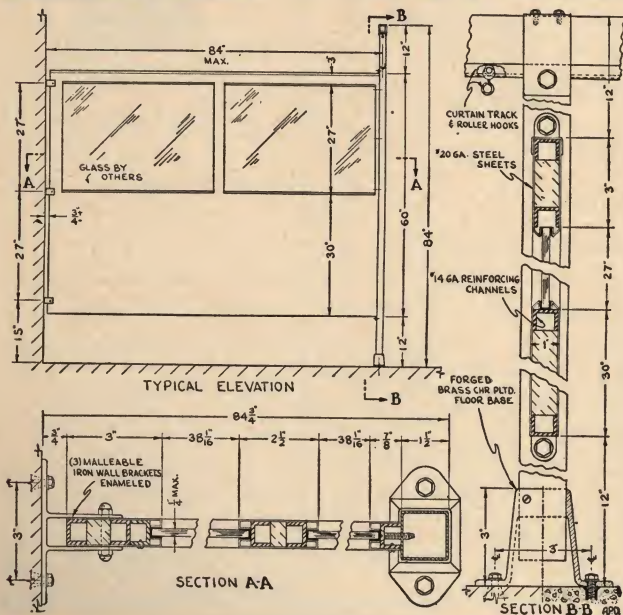 B
84"
MAX.
12"
3"
27"
27"
GLASS BY
OTHERS
A
A
60"
84"
3/4"
27"
30"
15"
12"
TYPICAL ELEVATION
B
CURTAIN TRACK
& ROLLER HOOKS
#20 GA. STEEL
SHEETS
#14 GA REINFORCING
CHANNELS
1"
FORGED
BRASS CHR PLTD.
FLOOR BASE
12"
3"
27"
30"
12"
3"
3"
SECTION B-B
APD.
84 3/4"
3/4"
3"
38 1/16"
2 1/2"
38 1/16"
7/8
1 1/2"
(3) MALLEABLE
IRON WALL BRACKETS
ENAMELED
1/4" MAX.
3"
SECTION A-A